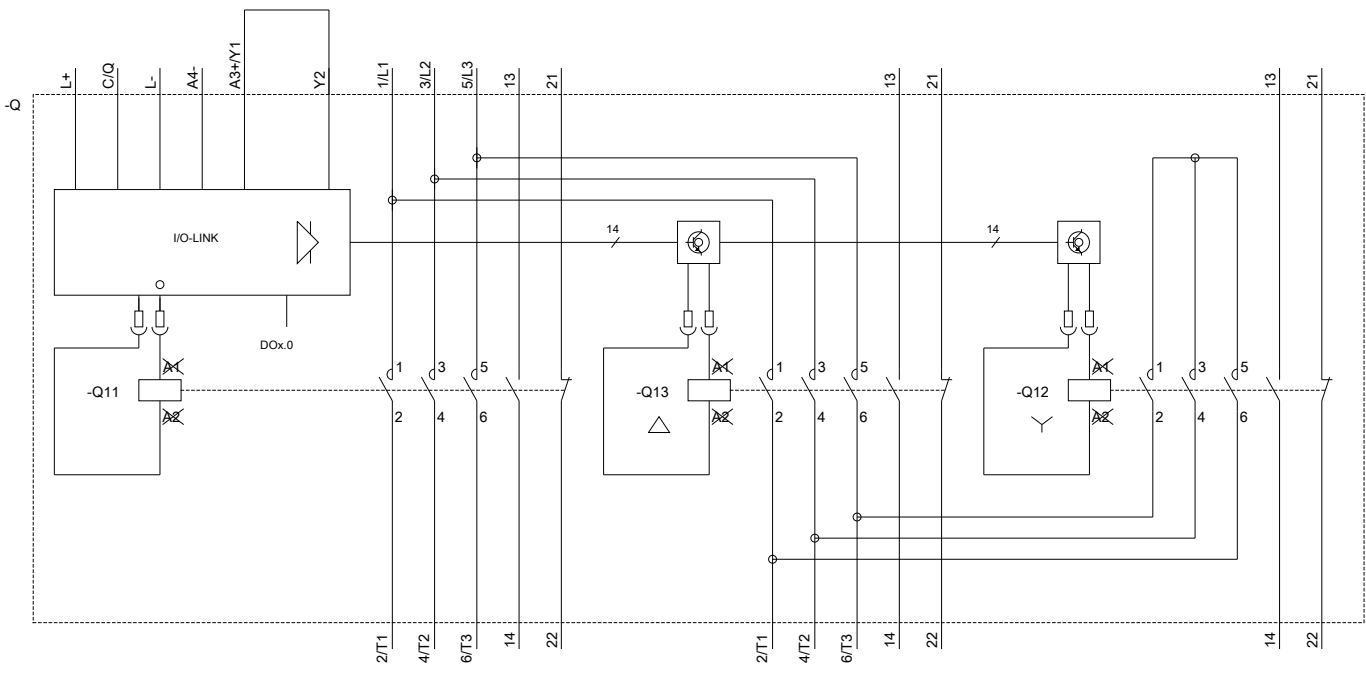 L+
C/Q
L-
A4-
A3+/Y1
Y2
1/L1
3/L2
5/L3
13
21
13
21
13
21
-Q
I/O-LINK
14
14
DOx.0
A1
1
3
5
A1
1
3
5
A1
1
3
5
-Q11
-Q13
-Q12
A2
2
4
6
A2
2
4
6
A2
2
4
6
2/T1
4/T2
6/T3
14
22
2/T1
4/T2
6/T3
14
22
14
22